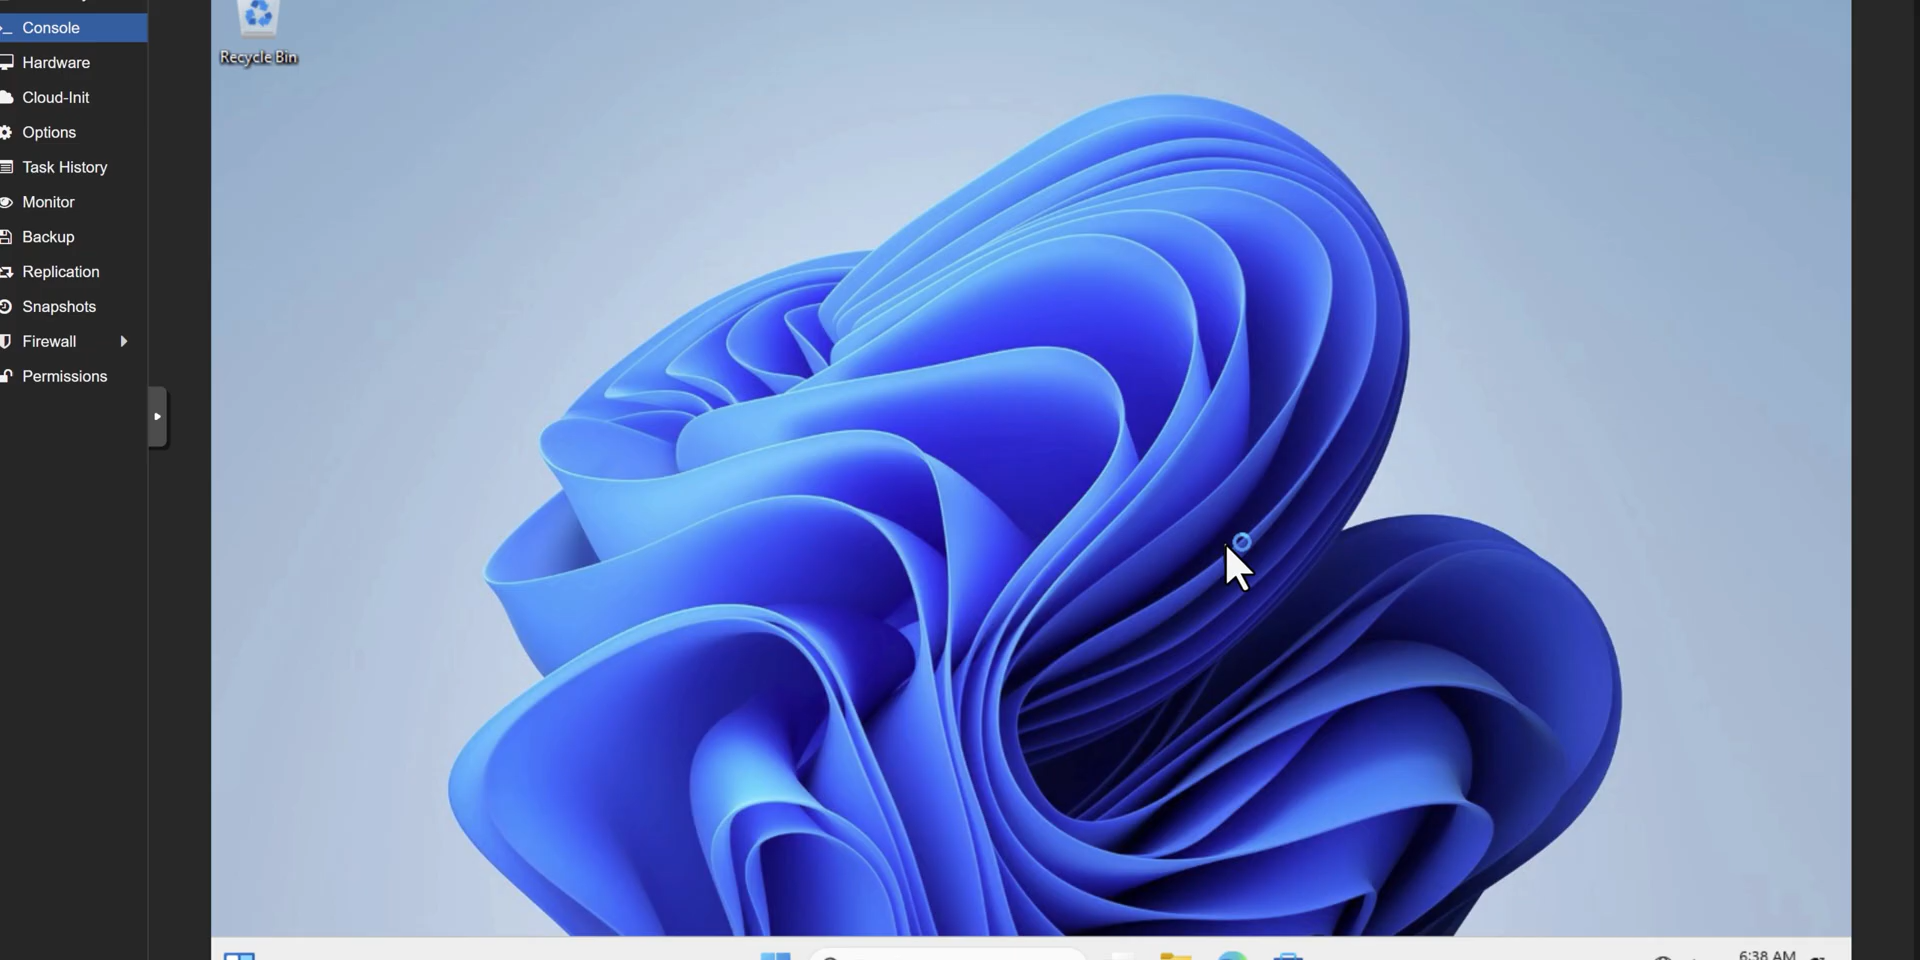 Console
Hardware
Cloud-Init
Options
Task History
Monitor
Backup
Replication
Snapshots
Firewall
Permissions
Recycle Bin
6:38 AM